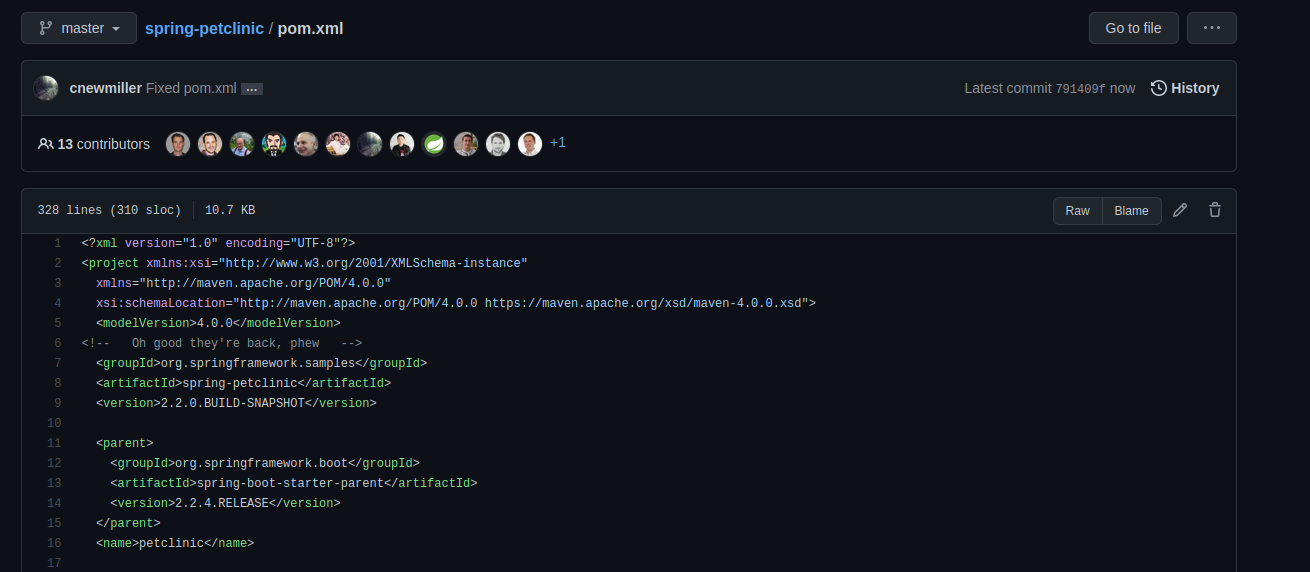 master spring-petclinic / pom.xml Go to file ...
cnewmiller Fixed pom.xml ... Latest commit 791409f now History
13 contributors +1
328 lines (310 sloc) 10.7 KB Raw Blame
1 <?xml version="1.0" encoding="UTF-8"?>
2 <project xmlns:xsi="http://www.w3.org/2001/XMLSchema-instance"
3 xmlns="http://maven.apache.org/POM/4.0.0"
4 xsi:schemaLocation="http://maven.apache.org/POM/4.0.0 https://maven.apache.org/xsd/maven-4.0.0.xsd">
5 <modelVersion>4.0.0</modelVersion>
6 <!--   Oh good they're back, phew   -->
7 <groupId>org.springframework.samples</groupId>
8 <artifactId>spring-petclinic</artifactId>
9 <version>2.2.0.BUILD-SNAPSHOT</version>
10
11 <parent>
12 <groupId>org.springframework.boot</groupId>
13 <artifactId>spring-boot-starter-parent</artifactId>
14 <version>2.2.4.RELEASE</version>
15 </parent>
16 <name>petclinic</name>
17